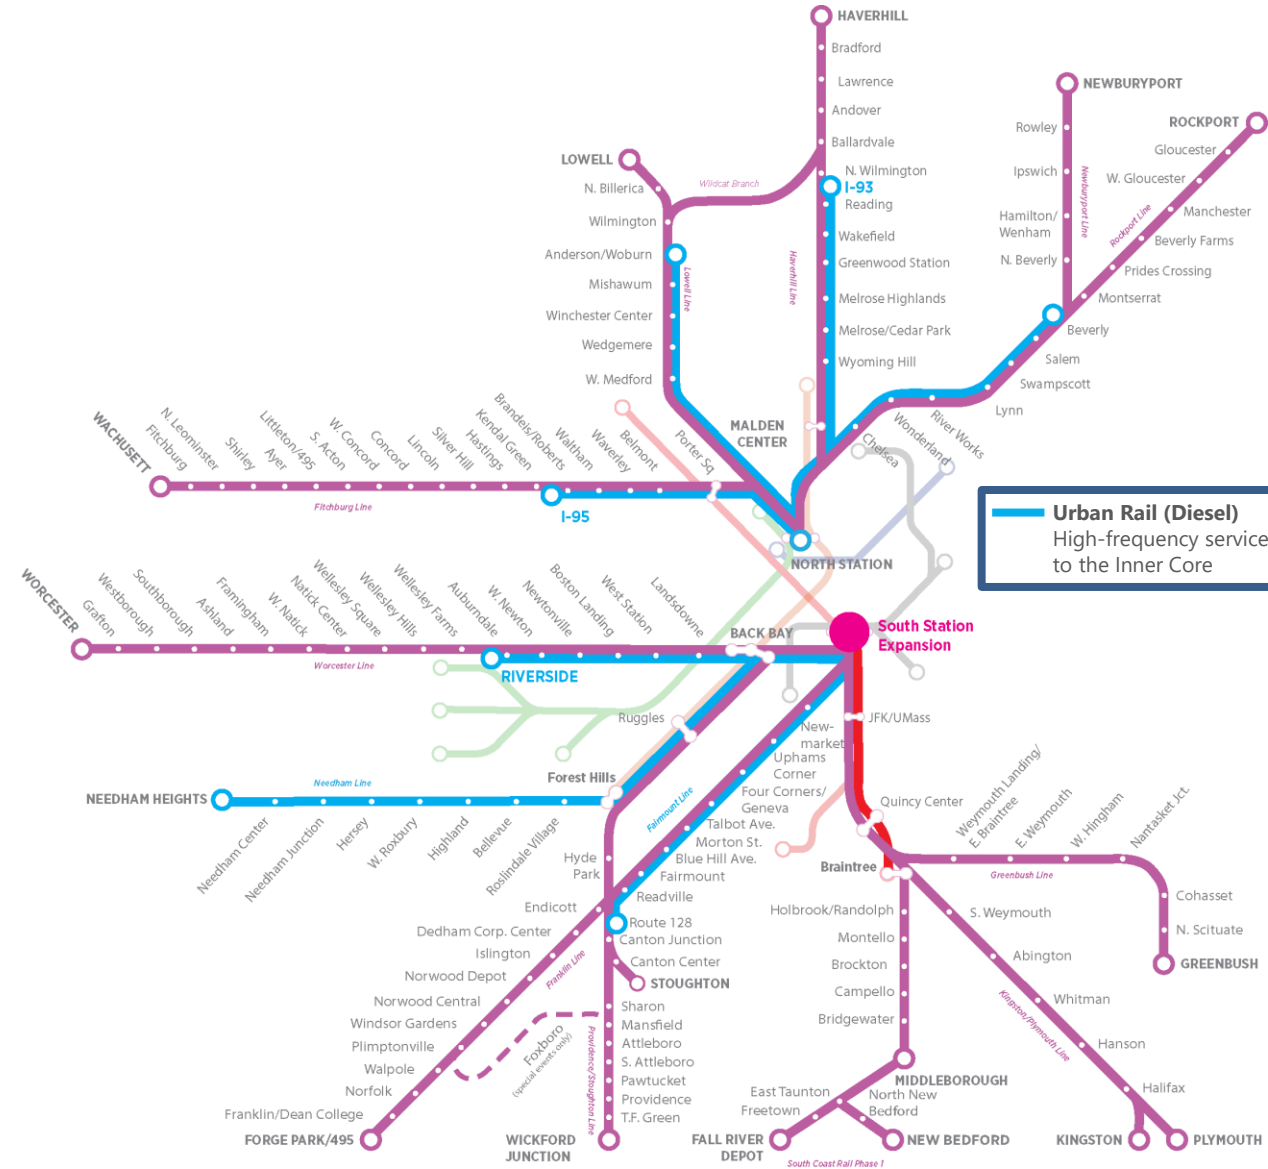 HAVERHILL
Bradford
Lawrence
Andover
Ballardvale
N. Wilmington
I-93
Reading
Wakefield
Greenwood Station
Melrose Highlands
Melrose/Cedar Park
Wyoming Hill
Haverhill Line
MALDEN
CENTER
NEWBURYPORT
Rowley
Ipswich
Hamilton/
Wenham
N. Beverly
Newburyport Line
ROCKPORT
Gloucester
W. Gloucester
Manchester
Beverly Farms
Prides Crossing
Montserrat
Rockport Line
Beverly
Salem
Swampscott
Lynn
River Works
Wonderland
Chelsea
LOWELL
N. Billerica
Wilmington
Wildcat Branch
Anderson/Woburn
Mishawum
Winchester Center
Wedgemere
W. Medford
Lowell Line
WACHUSETT
Fitchburg
N. Leominster
Shirley
Ayer
Littleton/495
S. Acton
W. Concord
Concord
Lincoln
Silver Hill
Hastings
Kendal Green
Brandeis/Roberts
Waltham
Waverley
Belmont
Porter Sq
Fitchburg Line
I-95
NORTH STATION
Urban Rail (Diesel)
High-frequency service
to the Inner Core
WORCESTER
Grafton
Westborough
Southborough
Ashland
Framingham
W. Natick
Natick Center
Wellesley Square
Wellesley Hills
Wellesley Farms
Auburndale
W. Newton
Newtonville
Boston Landing
West Station
Landsdowne
BACK BAY
Worcester Line
RIVERSIDE
South Station
Expansion
Ruggles
Forest Hills
NEEDHAM HEIGHTS
Needham Line
Needham Center
Needham Junction
Hersey
W. Roxbury
Highland
Bellevue
Roslindale Village
New-
market
Uphams
Corner
Four Corners/
Geneva
Talbot Ave.
Morton St.
Blue Hill Ave.
Fairmount
Readville
Fairmount Line
Route 128
Hyde
Park
Endicott
Dedham Corp. Center
Islington
Norwood Depot
Norwood Central
Windsor Gardens
Plimptonville
Walpole
Norfolk
Franklin/Dean College
FORGE PARK/495
Franklin Line
Foxboro
(special events only)
Canton Junction
Canton Center
STOUGHTON
Sharon
Mansfield
Attleboro
S. Attleboro
Pawtucket
Providence
T.F. Green
WICKFORD
JUNCTION
Providence/Stoughton Line
JFK/UMass
Quincy Center
Braintree
Weymouth Landing/
E. Braintree
E. Weymouth
W. Hingham
Nantasket Jct.
Greenbush Line
Cohasset
N. Scituate
GREENBUSH
Holbrook/Randolph
Montello
Brockton
Campello
Bridgewater
MIDDLEBOROUGH
East Taunton
Freetown
North New
Bedford
FALL RIVER
DEPOT
NEW BEDFORD
South Coast Rail Phase 1
S. Weymouth
Abington
Whitman
Hanson
Halifax
Kingston/Plymouth Line
KINGSTON
PLYMOUTH